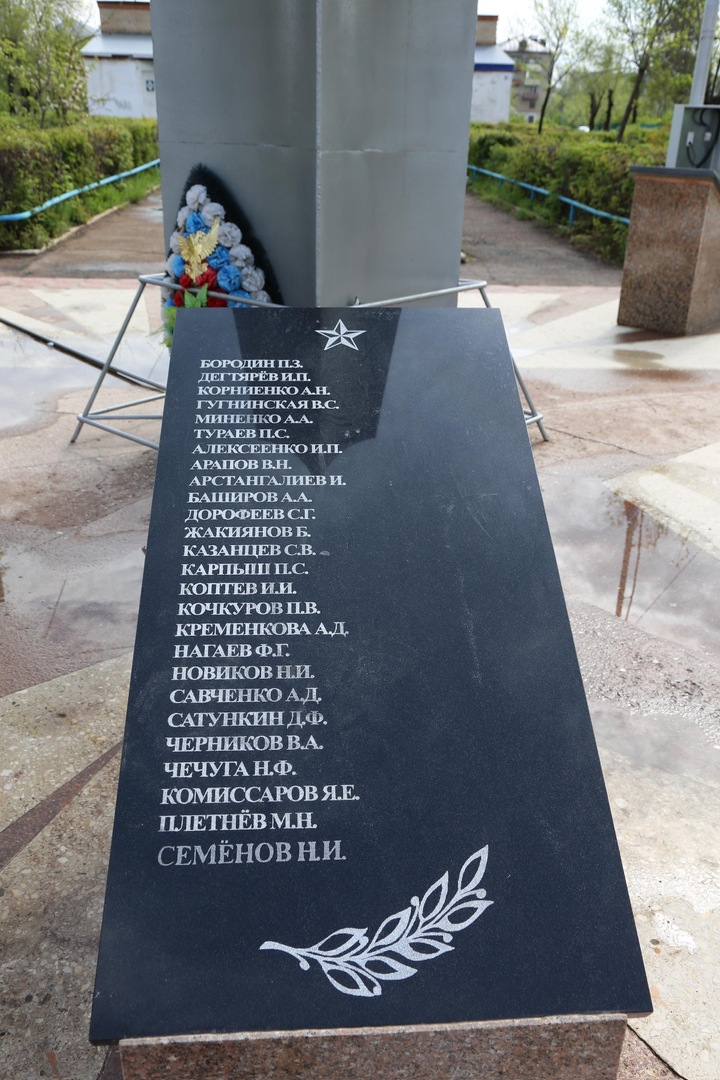 БОРОДИН П.З.
ДЕГТЯРЁВ И.П.
КОРНИЕНКО А.Н.
ГУГНИНСКАЯ В.С.
МИНЕНКО А.А.
ТУРАЕВ П.С.
АЛЕКСЕЕНКО И.П.
АРАПОВ В.Н.
АРСТАНГАЛИЕВ И.
БАШИРОВ А.А.
ДОРОФЕЕВ С.Г.
ЖАКИЯНОВ Б.
КАЗАНЦЕВ С.В.
КАРПЫШ П.С.
КОПТЕВ И.И.
КОЧКУРОВ П.В.
КРЕМЕНКОВА А.Д.
НАГАЕВ Ф.Г.
НОВИКОВ Н.И.
САВЧЕНКО А.Д.
САТУНКИН Д.Ф.
ЧЕРНИКОВ В.А.
ЧЕЧУГА Н.Ф.
КОМИССАРОВ Я.Е.
ПЛЕТНЁВ М.Н.
СЕМЁНОВ Н.И.